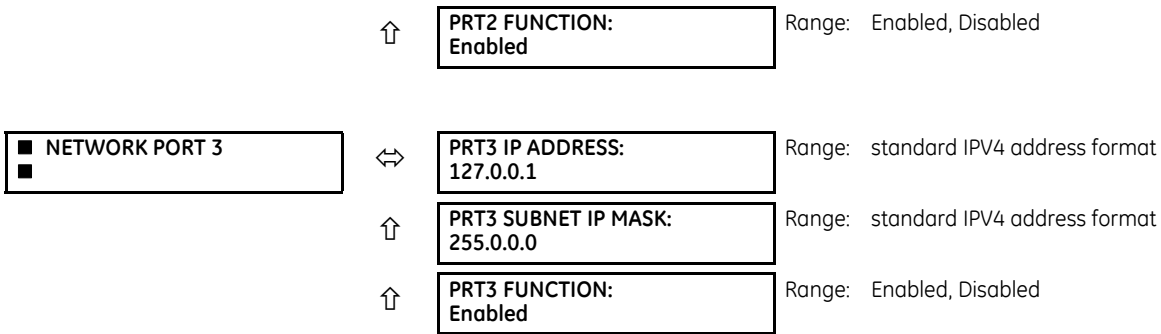 ⇧ PRT2 FUNCTION: Range: Enabled, Disabled
Enabled
■ NETWORK PORT 3 ⬄ PRT3 IP ADDRESS: Range: standard IPV4 address format
■ 127.0.0.1
⇧ PRT3 SUBNET IP MASK: Range: standard IPV4 address format
255.0.0.0
⇧ PRT3 FUNCTION: Range: Enabled, Disabled
Enabled